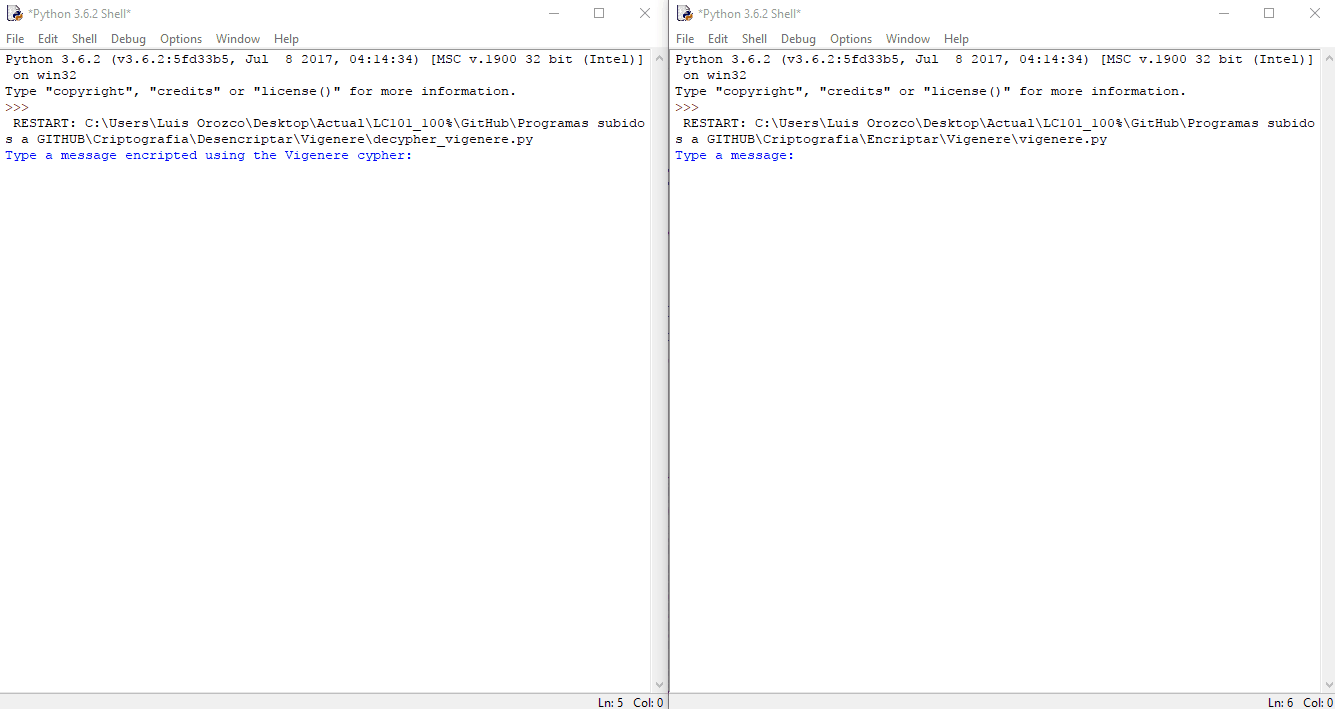 *Python 3.6.2 Shell*
File Edit Shell Debug Options Window Help
Python 3.6.2 (v3.6.2:5fd33b5, Jul  8 2017, 04:14:34) [MSC v.1900 32 bit (Intel)]
 on win32
Type "copyright", "credits" or "license()" for more information.
>>>
 RESTART: C:\Users\Luis Orozco\Desktop\Actual\LC101_100%\GitHub\Programas subido
s a GITHUB\Criptografia\Desencriptar\Vigenere\decypher_vigenere.py
Type a message encripted using the Vigenere cypher:
Ln: 5 Col: 0
*Python 3.6.2 Shell*
File Edit Shell Debug Options Window Help
Python 3.6.2 (v3.6.2:5fd33b5, Jul  8 2017, 04:14:34) [MSC v.1900 32 bit (Intel)]
 on win32
Type "copyright", "credits" or "license()" for more information.
>>>
 RESTART: C:\Users\Luis Orozco\Desktop\Actual\LC101_100%\GitHub\Programas subido
s a GITHUB\Criptografia\Encriptar\Vigenere\vigenere.py
Type a message:
Ln: 6 Col: 0